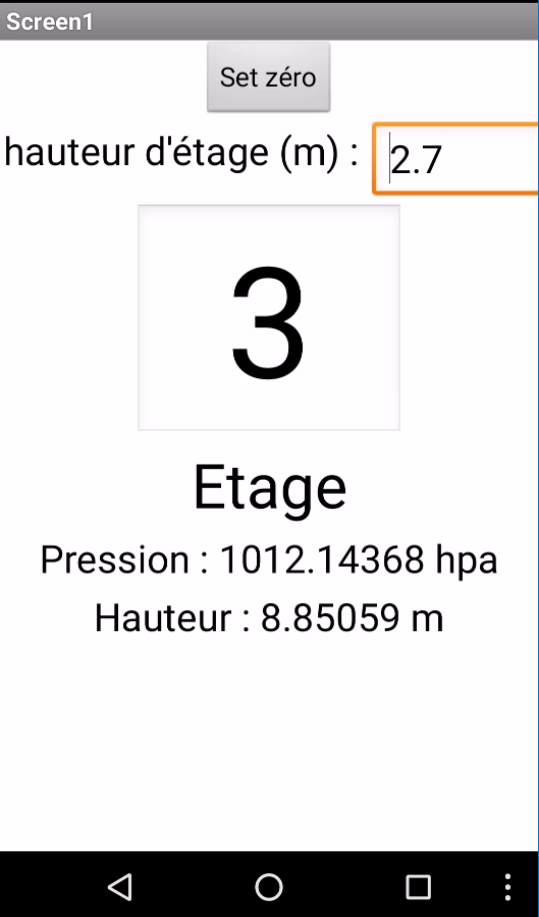 Screen1
Set zéro
hauteur d'étage (m) : 2.7
3
Etage
Pression : 1012.14368 hpa
Hauteur : 8.85059 m